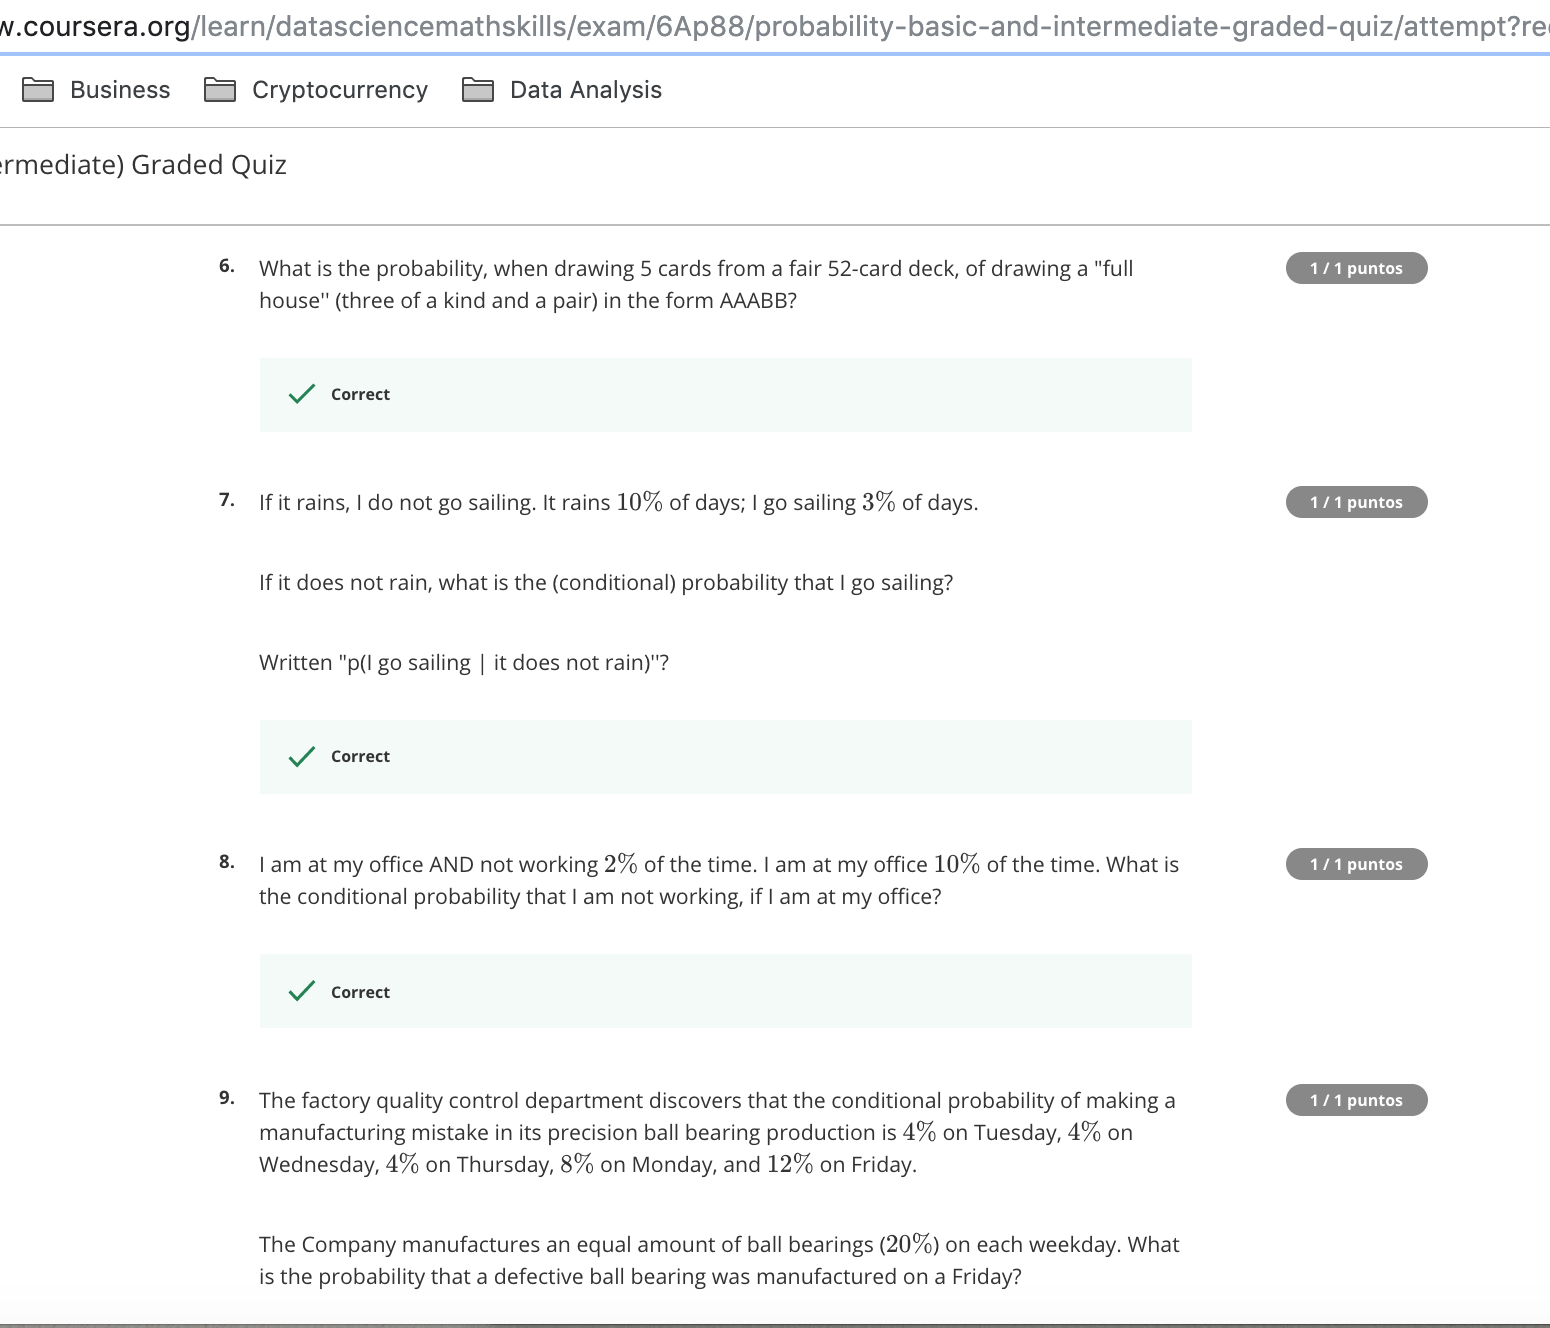 w.coursera.org/learn/datasciencemathskills/exam/6Ap88/probability-basic-and-intermediate-graded-quiz/attempt?re
Business Cryptocurrency Data Analysis
ermediate) Graded Quiz
6. What is the probability, when drawing 5 cards from a fair 52-card deck, of drawing a "full 1 / 1 puntos
house'' (three of a kind and a pair) in the form AAABB?
Correct
7. If it rains, I do not go sailing. It rains 10% of days; I go sailing 3% of days. 1 / 1 puntos
If it does not rain, what is the (conditional) probability that I go sailing?
Written "p(I go sailing | it does not rain)''?
Correct
8. I am at my office AND not working 2% of the time. I am at my office 10% of the time. What is 1 / 1 puntos
the conditional probability that I am not working, if I am at my office?
Correct
9. The factory quality control department discovers that the conditional probability of making a 1 / 1 puntos
manufacturing mistake in its precision ball bearing production is 4% on Tuesday, 4% on
Wednesday, 4% on Thursday, 8% on Monday, and 12% on Friday.
The Company manufactures an equal amount of ball bearings (20%) on each weekday. What
is the probability that a defective ball bearing was manufactured on a Friday?